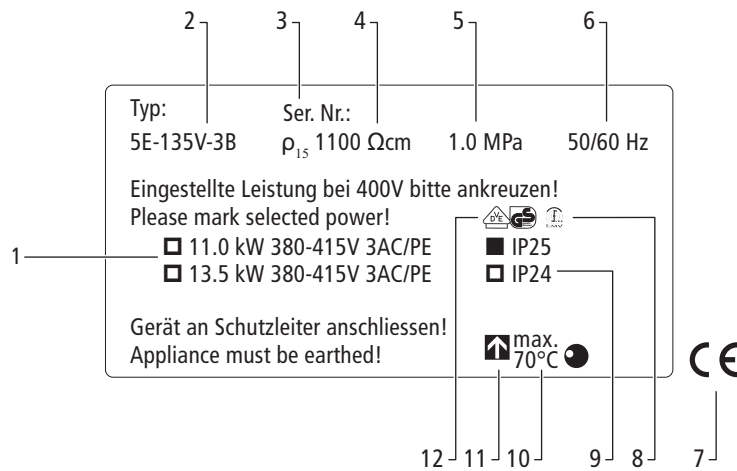 2 3 4 5 6
Typ: Ser. Nr.:
5E-135V-3B ρ₁₅ 1100 Ωcm 1.0 MPa 50/60 Hz
Eingestellte Leistung bei 400V bitte ankreuzen!
Please mark selected power!
DVE GS EMV
1
11.0 kW 380-415V 3AC/PE IP25
13.5 kW 380-415V 3AC/PE IP24
Gerät an Schutzleiter anschliessen!
Appliance must be earthed!
max.
70°C
CE
12 11 10 9 8 7